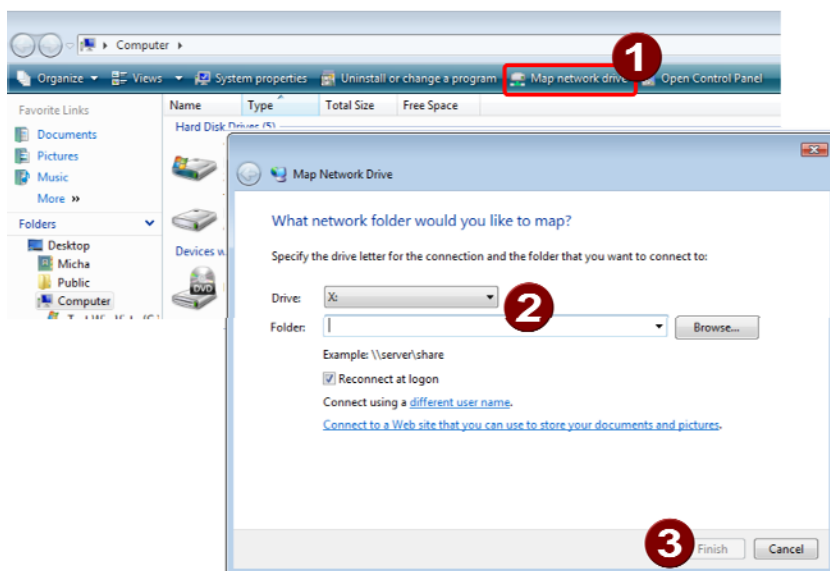 Computer
1
Organize Views System properties Uninstall or change a program Map network drive Open Control Panel
Favorite Links
Documents
Pictures
Music
More »
Folders
Desktop
Micha
Public
Computer
Name Type Total Size Free Space
Hard Disk Drives (5)
Devices w
DVD
Map Network Drive
What network folder would you like to map?
Specify the drive letter for the connection and the folder that you want to connect to:
Drive: X:
2
Folder: Browse...
Example: \\server\share
Reconnect at logon
Connect using a different user name.
Connect to a Web site that you can use to store your documents and pictures.
3
Finish Cancel